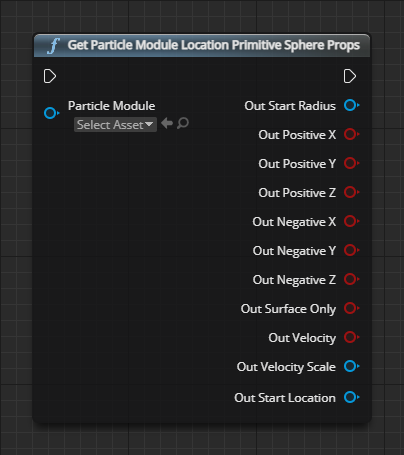 f Get Particle Module Location Primitive Sphere Props
Particle Module
Select Asset
Out Start Radius
Out Positive X
Out Positive Y
Out Positive Z
Out Negative X
Out Negative Y
Out Negative Z
Out Surface Only
Out Velocity
Out Velocity Scale
Out Start Location